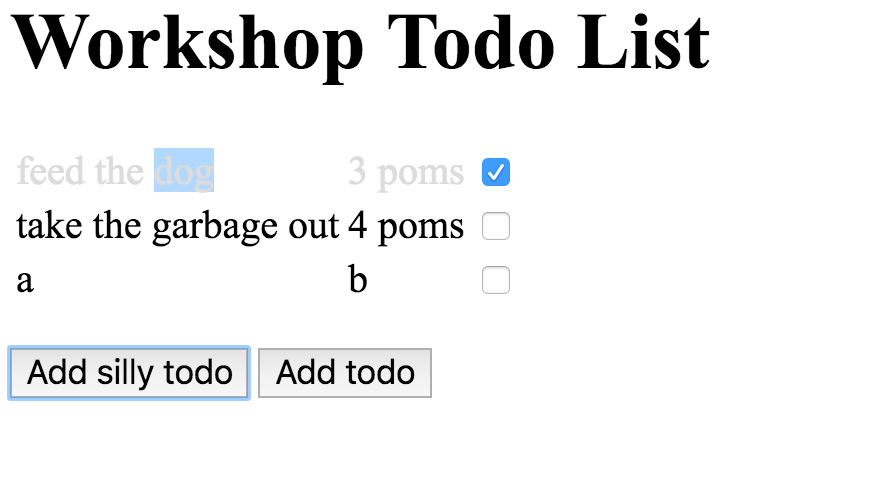 Workshop Todo List
feed the dog 3 poms
take the garbage out 4 poms
a b
Add silly todo Add todo